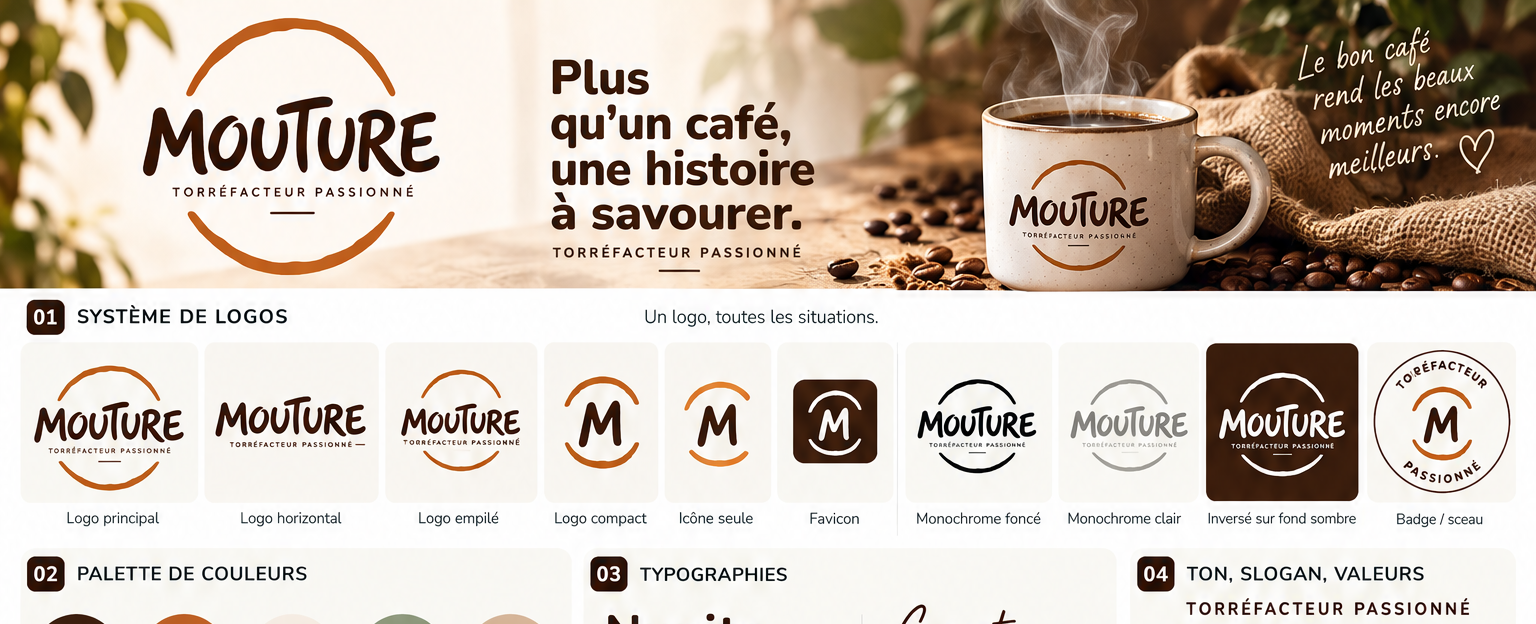 MOUTURE
TORRÉFACTEUR PASSIONNÉ
Plus
qu'un café,
une histoire
à savourer.
TORRÉFACTEUR PASSIONNÉ
MOUTURE
TORRÉFACTEUR PASSIONNÉ
Le bon café
rend les beaux
moments encore
meilleurs.
01 SYSTÈME DE LOGOS
Un logo, toutes les situations.
MOUTURE
TORRÉFACTEUR PASSIONNÉ
Logo principal
MOUTURE
TORRÉFACTEUR PASSIONNÉ
Logo horizontal
MOUTURE
TORRÉFACTEUR PASSIONNÉ
Logo empilé
M
Logo compact
M
Icône seule
M
Favicon
MOUTURE
TORRÉFACTEUR PASSIONNÉ
Monochrome foncé
MOUTURE
TORRÉFACTEUR PASSIONNÉ
Monochrome clair
MOUTURE
TORRÉFACTEUR PASSIONNÉ
Inversé sur fond sombre
M
PASSIONNÉ
Badge / sceau
02 PALETTE DE COULEURS
03 TYPOGRAPHIES
04 TON, SLOGAN, VALEURS
TORRÉFACTEUR PASSIONNÉ